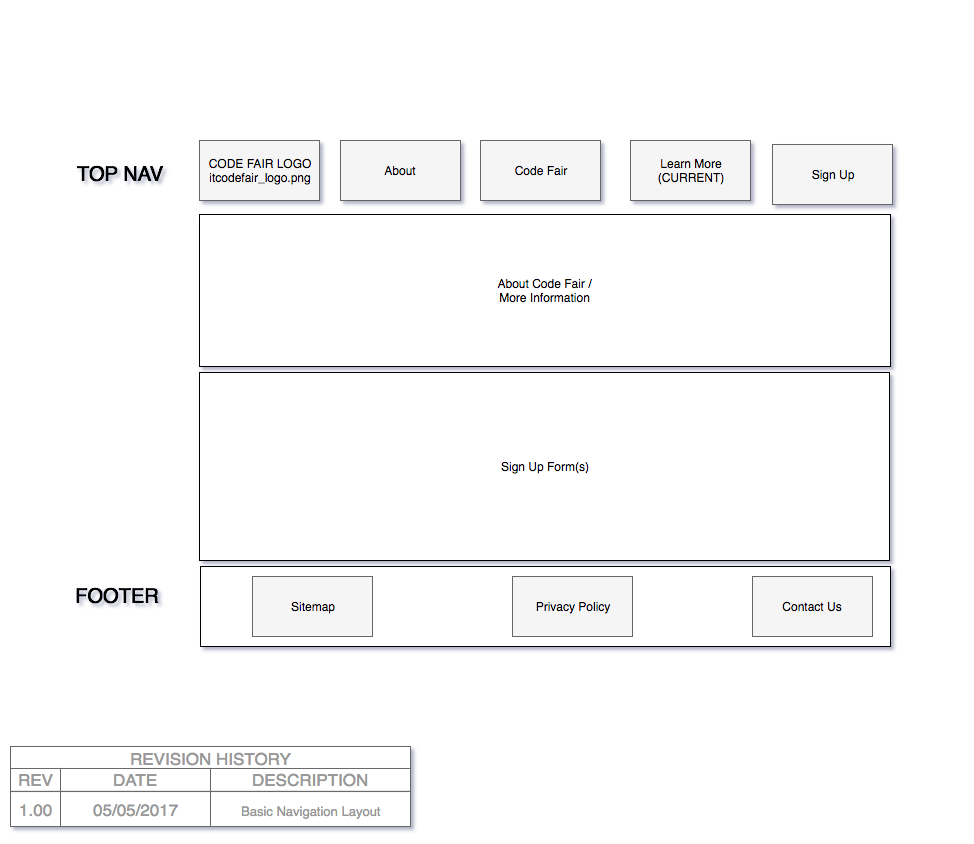 TOP NAV
CODE FAIR LOGO
itcodefair_logo.png
About
Code Fair
Learn More
(CURRENT)
Sign Up
About Code Fair /
More Information
Sign Up Form(s)
FOOTER
Sitemap
Privacy Policy
Contact Us
REVISION HISTORY
REV DATE DESCRIPTION
1.00 05/05/2017 Basic Navigation Layout